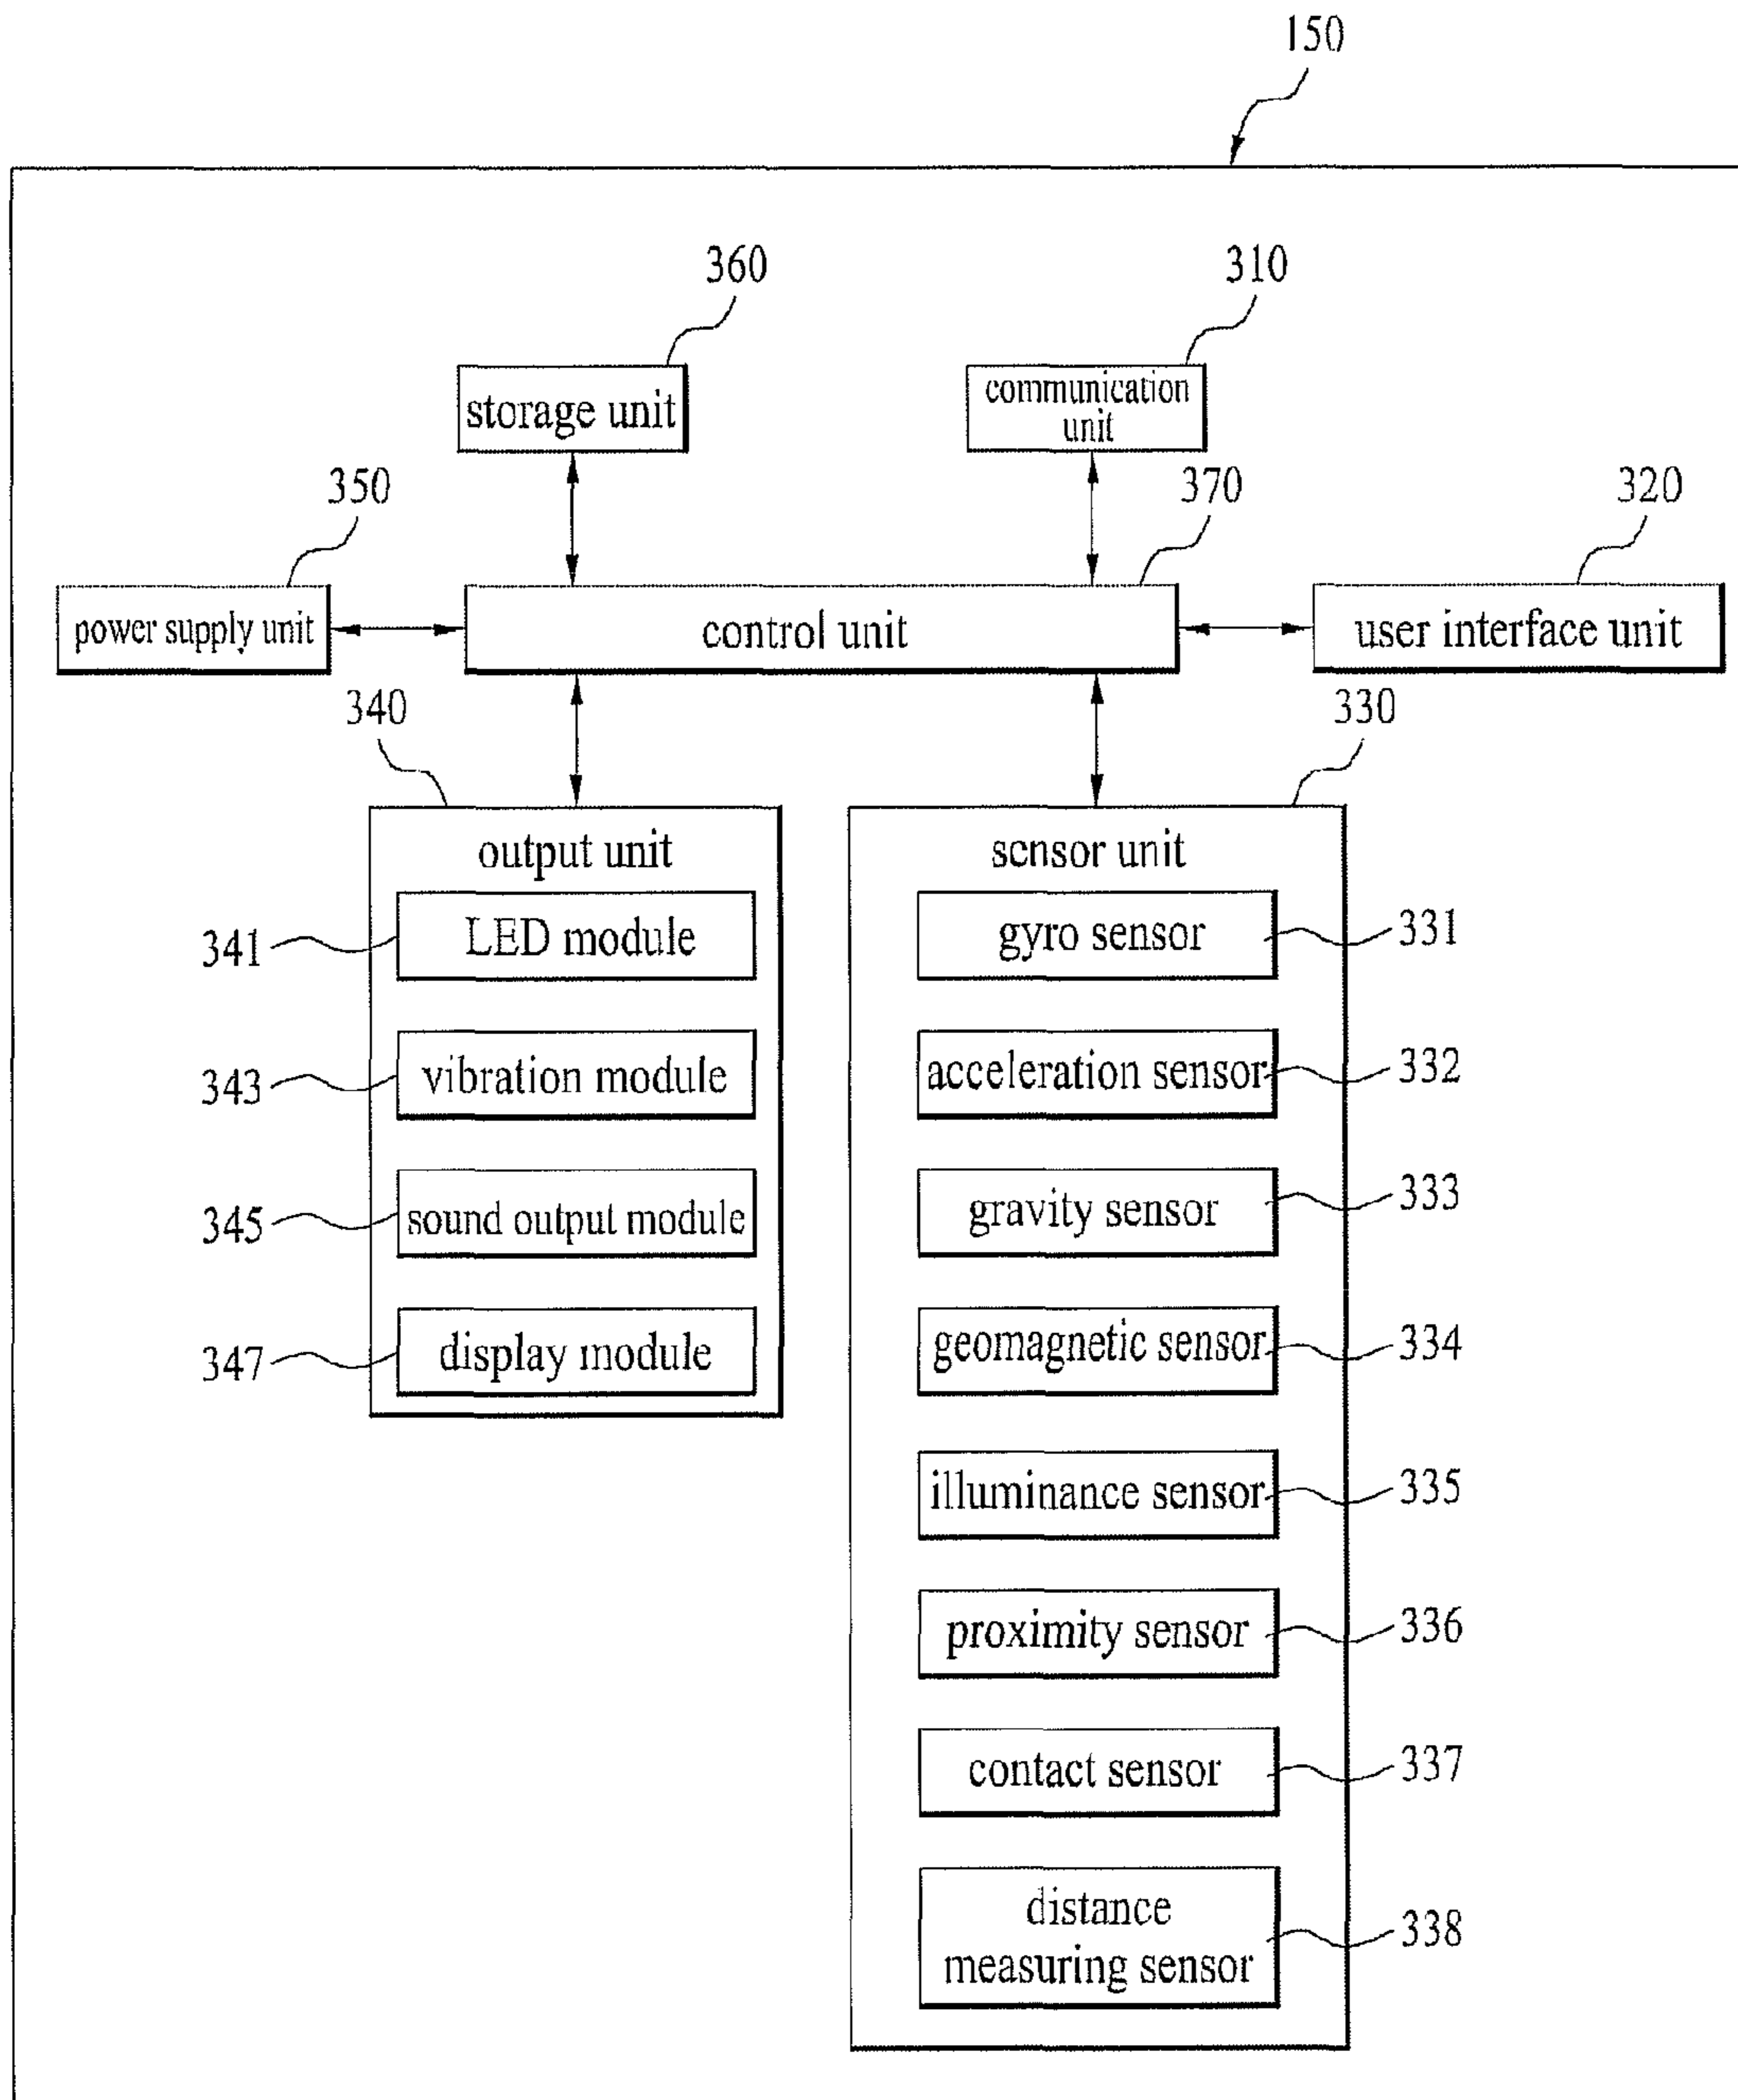 150
360
310
storage unit
communication
unit
350
370
320
power supply unit
control unit
user interface unit
340
330
output unit
sensor unit
341
LED module
gyro sensor
331
343
vibration module
acceleration sensor
332
345
sound output module
gravity sensor
333
347
display module
geomagnetic sensor
334
illuminance sensor
335
proximity sensor
336
contact sensor
337
distance
measuring sensor
338